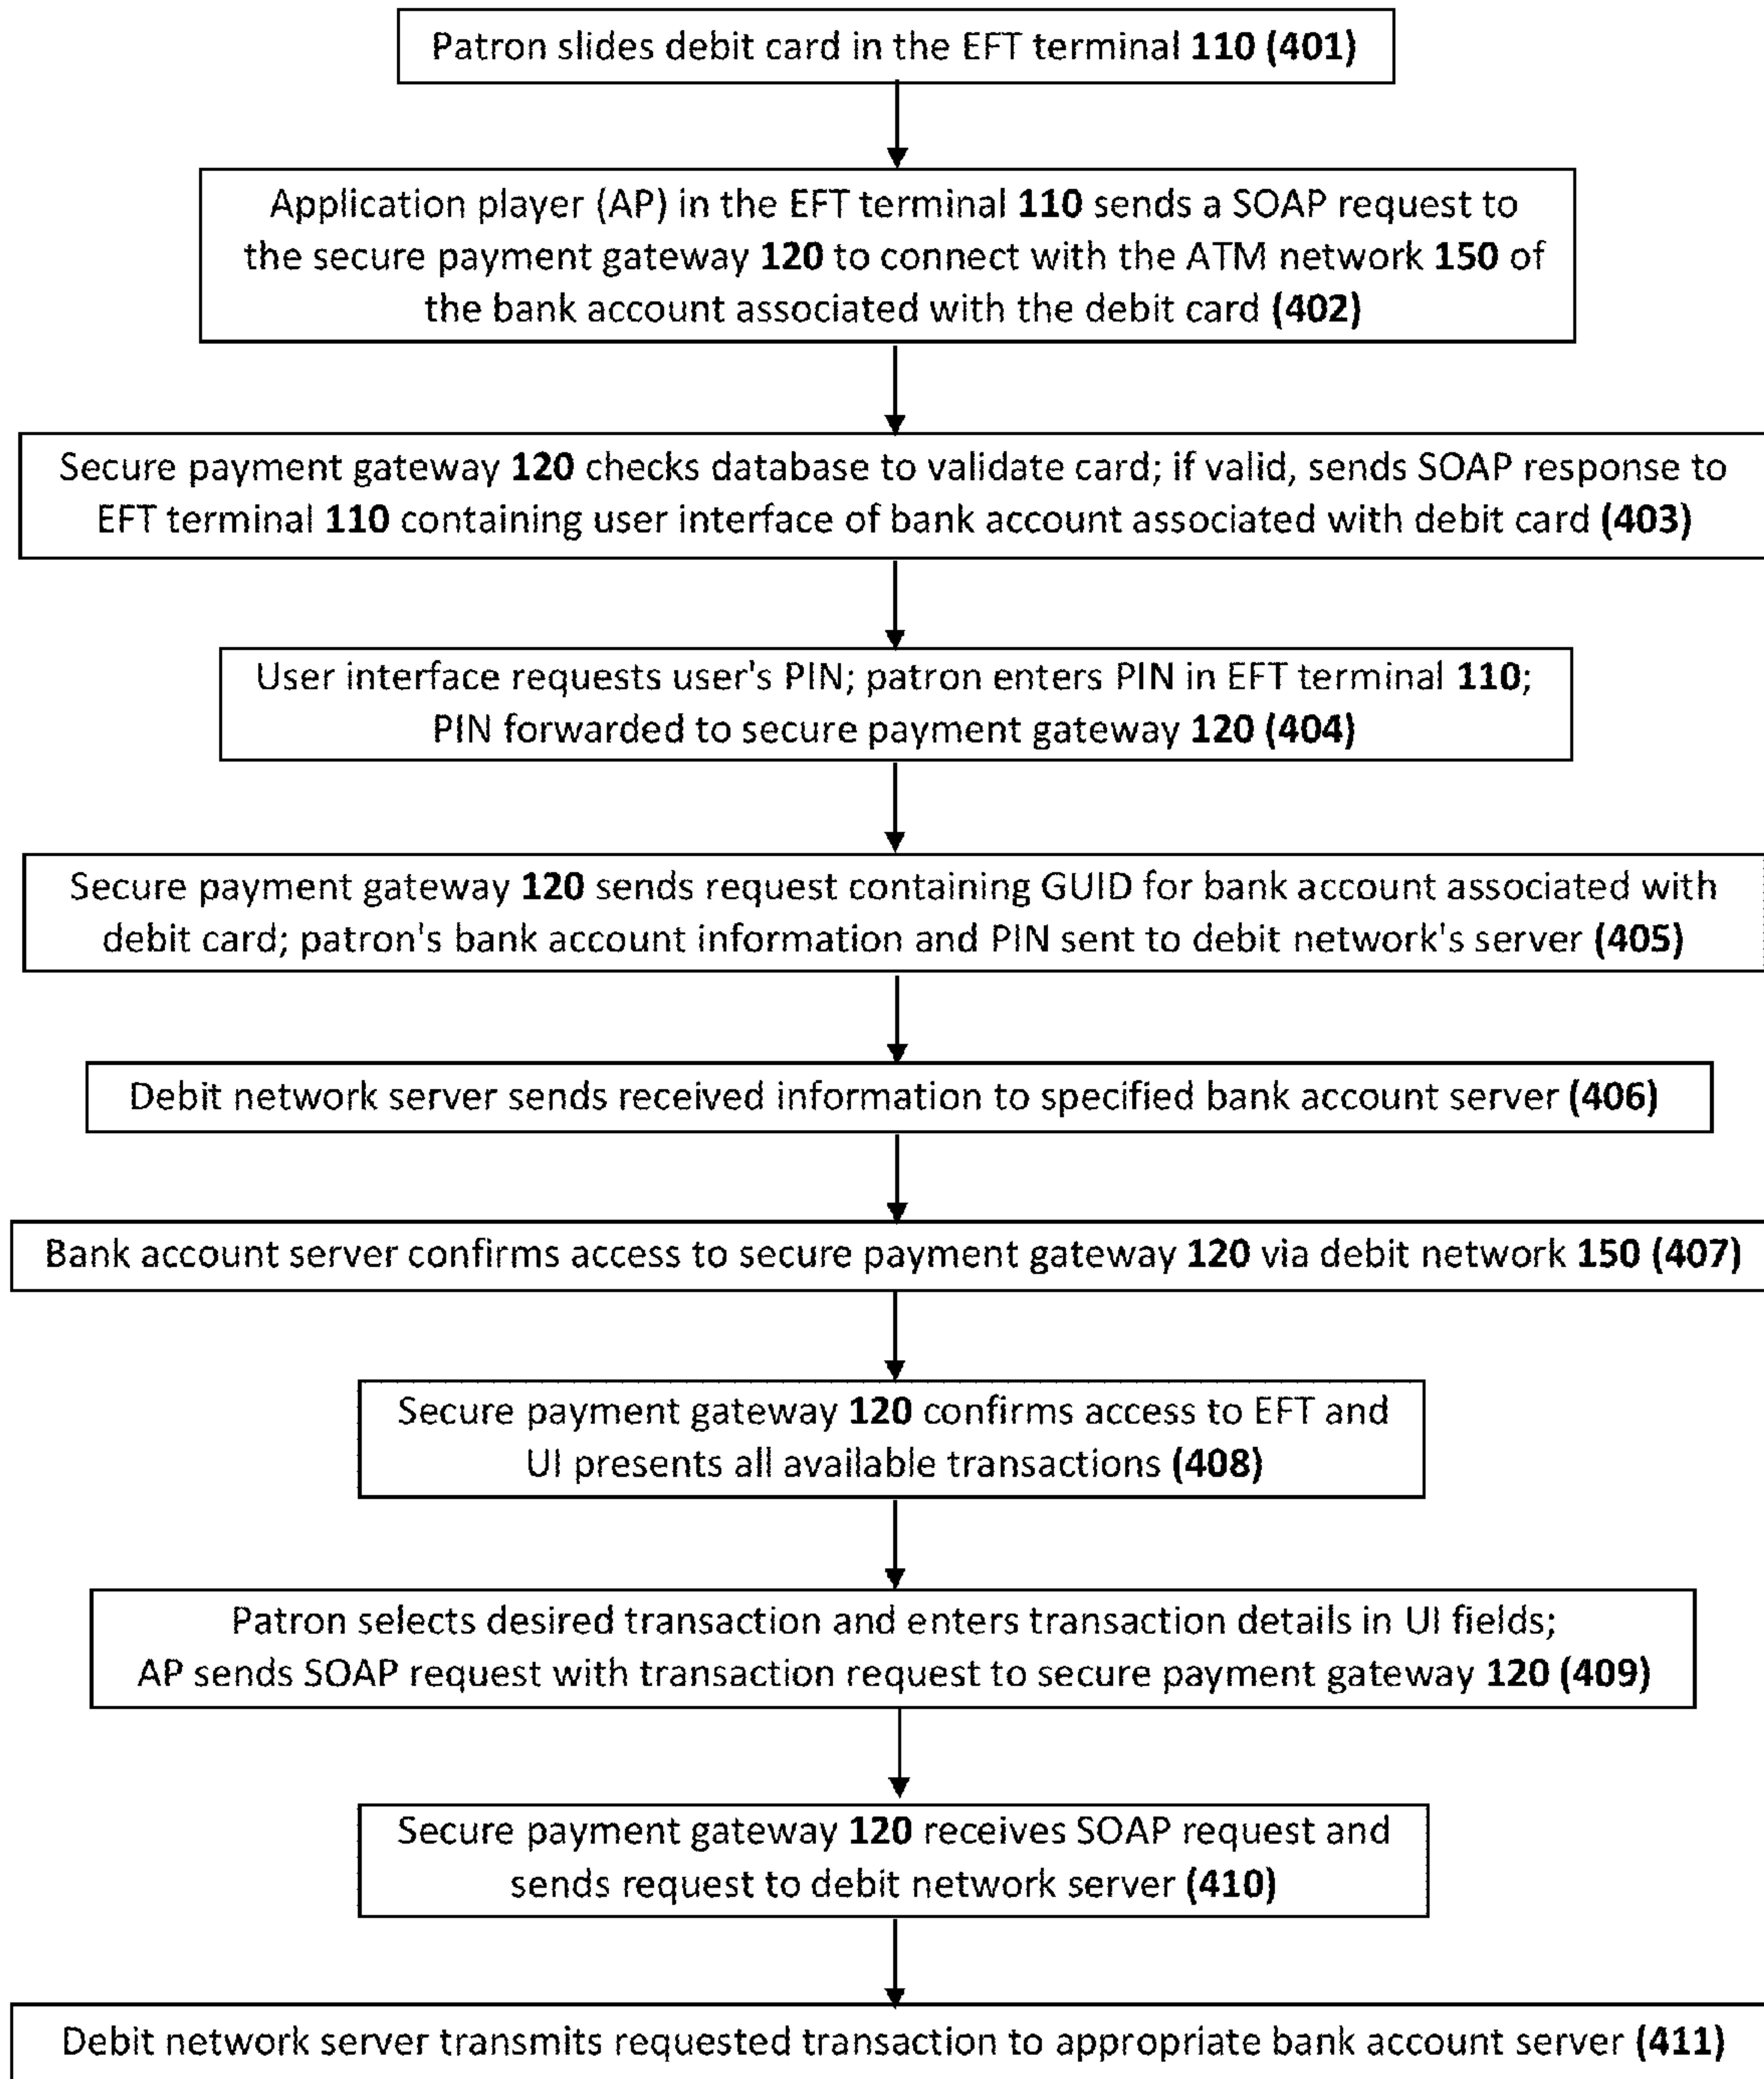 Patron slides debit card in the EFT terminal 110 (401)
Application player (AP) in the EFT terminal 110 sends a SOAP request to
the secure payment gateway 120 to connect with the ATM network 150 of
the bank account associated with the debit card (402)
Secure payment gateway 120 checks database to validate card; if valid, sends SOAP response to
EFT terminal 110 containing user interface of bank account associated with debit card (403)
User interface requests user's PIN; patron enters PIN in EFT terminal 110;
PIN forwarded to secure payment gateway 120 (404)
Secure payment gateway 120 sends request containing GUID for bank account associated with
debit card; patron's bank account information and PIN sent to debit network's server (405)
Debit network server sends received information to specified bank account server (406)
Bank account server confirms access to secure payment gateway 120 via debit network 150 (407)
Secure payment gateway 120 confirms access to EFT and
UI presents all available transactions (408)
Patron selects desired transaction and enters transaction details in UI fields;
AP sends SOAP request with transaction request to secure payment gateway 120 (409)
Secure payment gateway 120 receives SOAP request and
sends request to debit network server (410)
Debit network server transmits requested transaction to appropriate bank account server (411)